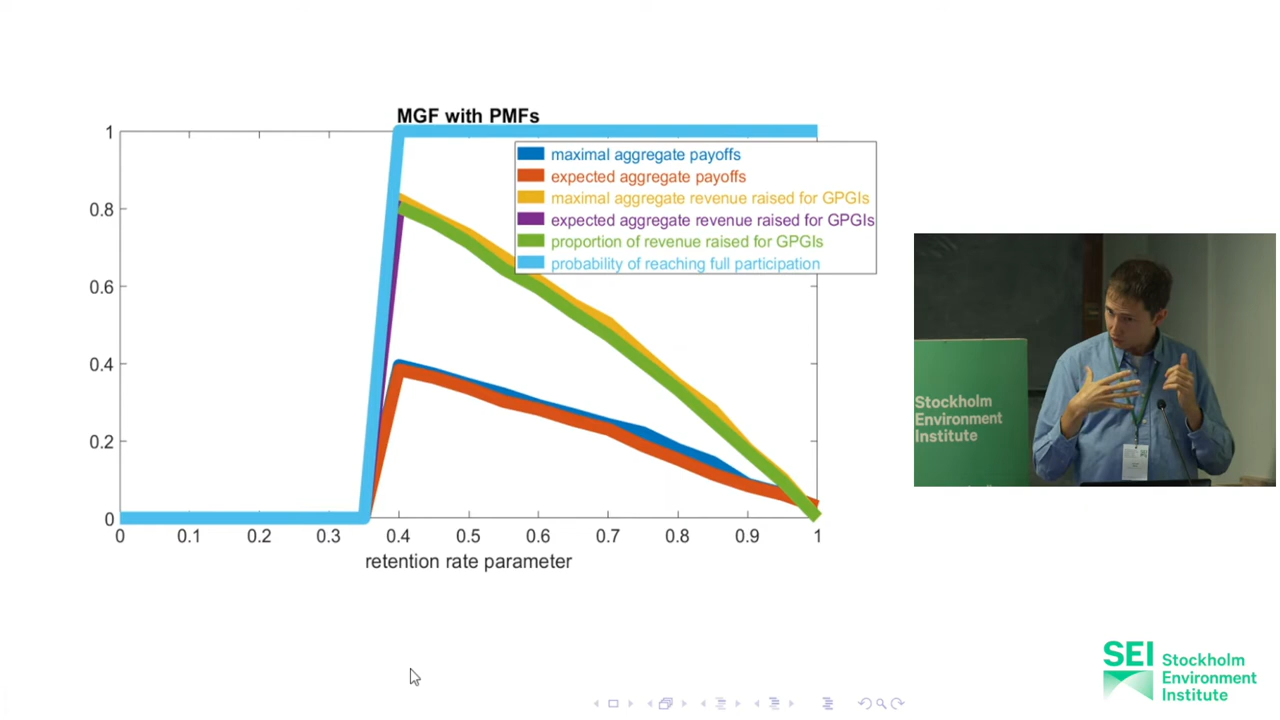 MGF with PMFs
1
0.8
0.6
0.4
0.2
0
maximal aggregate payoffs
expected aggregate payoffs
maximal aggregate revenue raised for GPGIs
expected aggregate revenue raised for GPGIs
proportion of revenue raised for GPGIs
probability of reaching full participation
0 0.1 0.2 0.3 0.4 0.5 0.6 0.7 0.8 0.9 1
retention rate parameter
Stockholm
Environment
Institute
SEI Stockholm
Environment
Institute